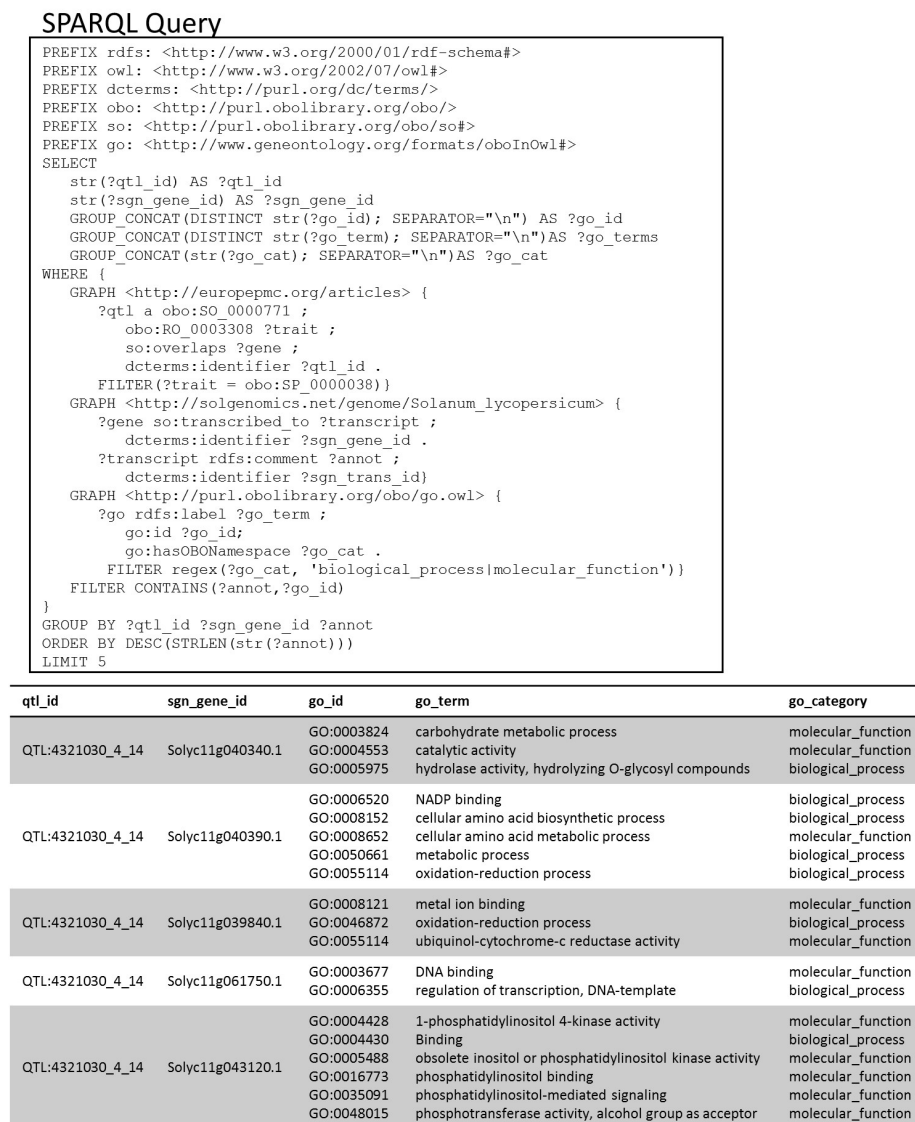 SPARQL Query
PREFIX rdfs: <http://www.w3.org/2000/01/rdf-schema#>
PREFIX owl: <http://www.w3.org/2002/07/owl#>
PREFIX dcterms: <http://purl.org/dc/terms/>
PREFIX obo: <http://purl.obolibrary.org/obo/>
PREFIX so: <http://purl.obolibrary.org/obo/so#>
PREFIX go: <http://www.geneontology.org/formats/oboInOwl#>
SELECT
str(?qtl_id) AS ?qtl_id
str(?sgn_gene_id) AS ?sgn_gene_id
GROUP_CONCAT(DISTINCT str(?go_id); SEPARATOR="\n") AS ?go_id
GROUP_CONCAT(DISTINCT str(?go_term); SEPARATOR="\n")AS ?go_terms
GROUP_CONCAT(str(?go_cat); SEPARATOR="\n")AS ?go_cat
WHERE {
GRAPH <http://europepmc.org/articles> {
?qtl a obo:SO_0000771 ;
obo:RO_0003308 ?trait ;
so:overlaps ?gene ;
dcterms:identifier ?qtl_id .
FILTER(?trait = obo:SP_0000038)}
GRAPH <http://solgenomics.net/genome/Solanum_lycopersicum> {
?gene so:transcribed_to ?transcript ;
dcterms:identifier ?sgn_gene_id .
?transcript rdfs:comment ?annot ;
dcterms:identifier ?sgn_trans_id}
GRAPH <http://purl.obolibrary.org/obo/go.owl> {
?go rdfs:label ?go_term ;
go:id ?go_id;
go:hasOBONamespace ?go_cat .
FILTER regex(?go_cat, 'biological_process|molecular_function')}
FILTER CONTAINS(?annot,?go_id)
}
GROUP BY ?qtl_id ?sgn_gene_id ?annot
ORDER BY DESC(STRLEN(str(?annot)))
LIMIT 5
qtl_id sgn_gene_id go_id go_term go_category
GO:0003824 carbohydrate metabolic process molecular_function
QTL:4321030_4_14 Solyc11g040340.1 GO:0004553 catalytic activity molecular_function
GO:0005975 hydrolase activity, hydrolyzing O-glycosyl compounds biological_process
GO:0006520 NADP binding biological_process
GO:0008152 cellular amino acid biosynthetic process biological_process
QTL:4321030_4_14 Solyc11g040390.1 GO:0008652 cellular amino acid metabolic process molecular_function
GO:0050661 metabolic process biological_process
GO:0055114 oxidation-reduction process biological_process
GO:0008121 metal ion binding molecular_function
QTL:4321030_4_14 Solyc11g039840.1 GO:0046872 oxidation-reduction process biological_process
GO:0055114 ubiquinol-cytochrome-c reductase activity molecular_function
QTL:4321030_4_14 Solyc11g061750.1 GO:0003677 DNA binding molecular_function
GO:0006355 regulation of transcription, DNA-template biological_process
GO:0004428 1-phosphatidylinositol 4-kinase activity molecular_function
GO:0004430 Binding biological_process
GO:0005488 obsolete inositol or phosphatidylinositol kinase activity molecular_function
QTL:4321030_4_14 Solyc11g043120.1 GO:0016773 phosphatidylinositol binding molecular_function
GO:0035091 phosphatidylinositol-mediated signaling molecular_function
GO:0048015 phosphotransferase activity, alcohol group as acceptor molecular_function